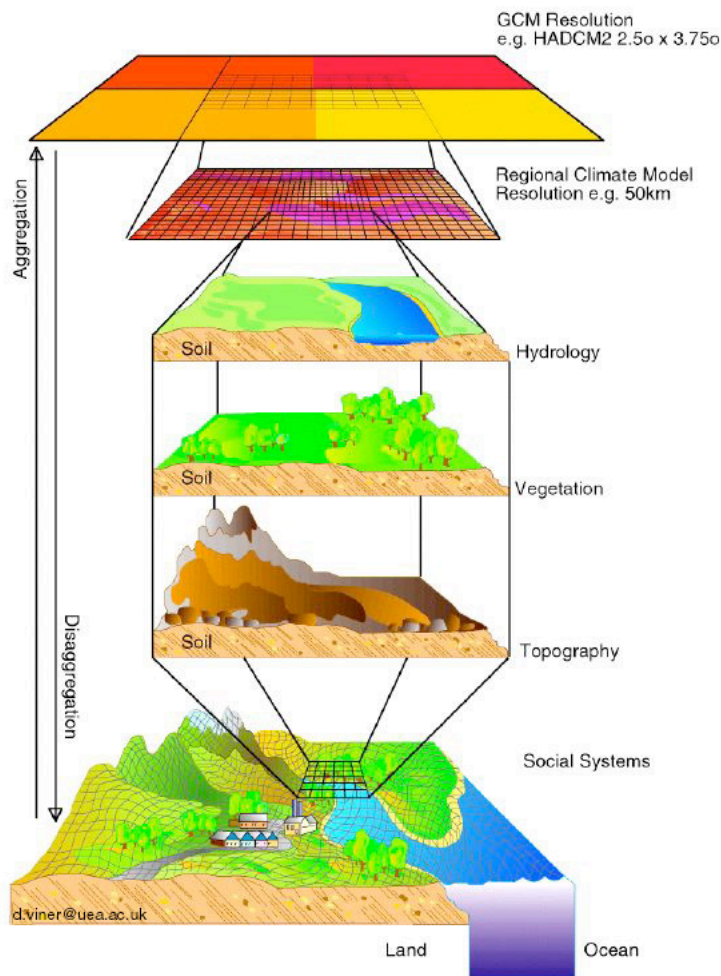 GCM Resolution
e.g. HADCM2 2.5o x 3.75o
Regional Climate Model
Resolution e.g. 50km
Aggregation
Disaggregation
Soil
Hydrology
Soil
Vegetation
Soil
Topography
Social Systems
d.viner@uea.ac.uk
Land
Ocean